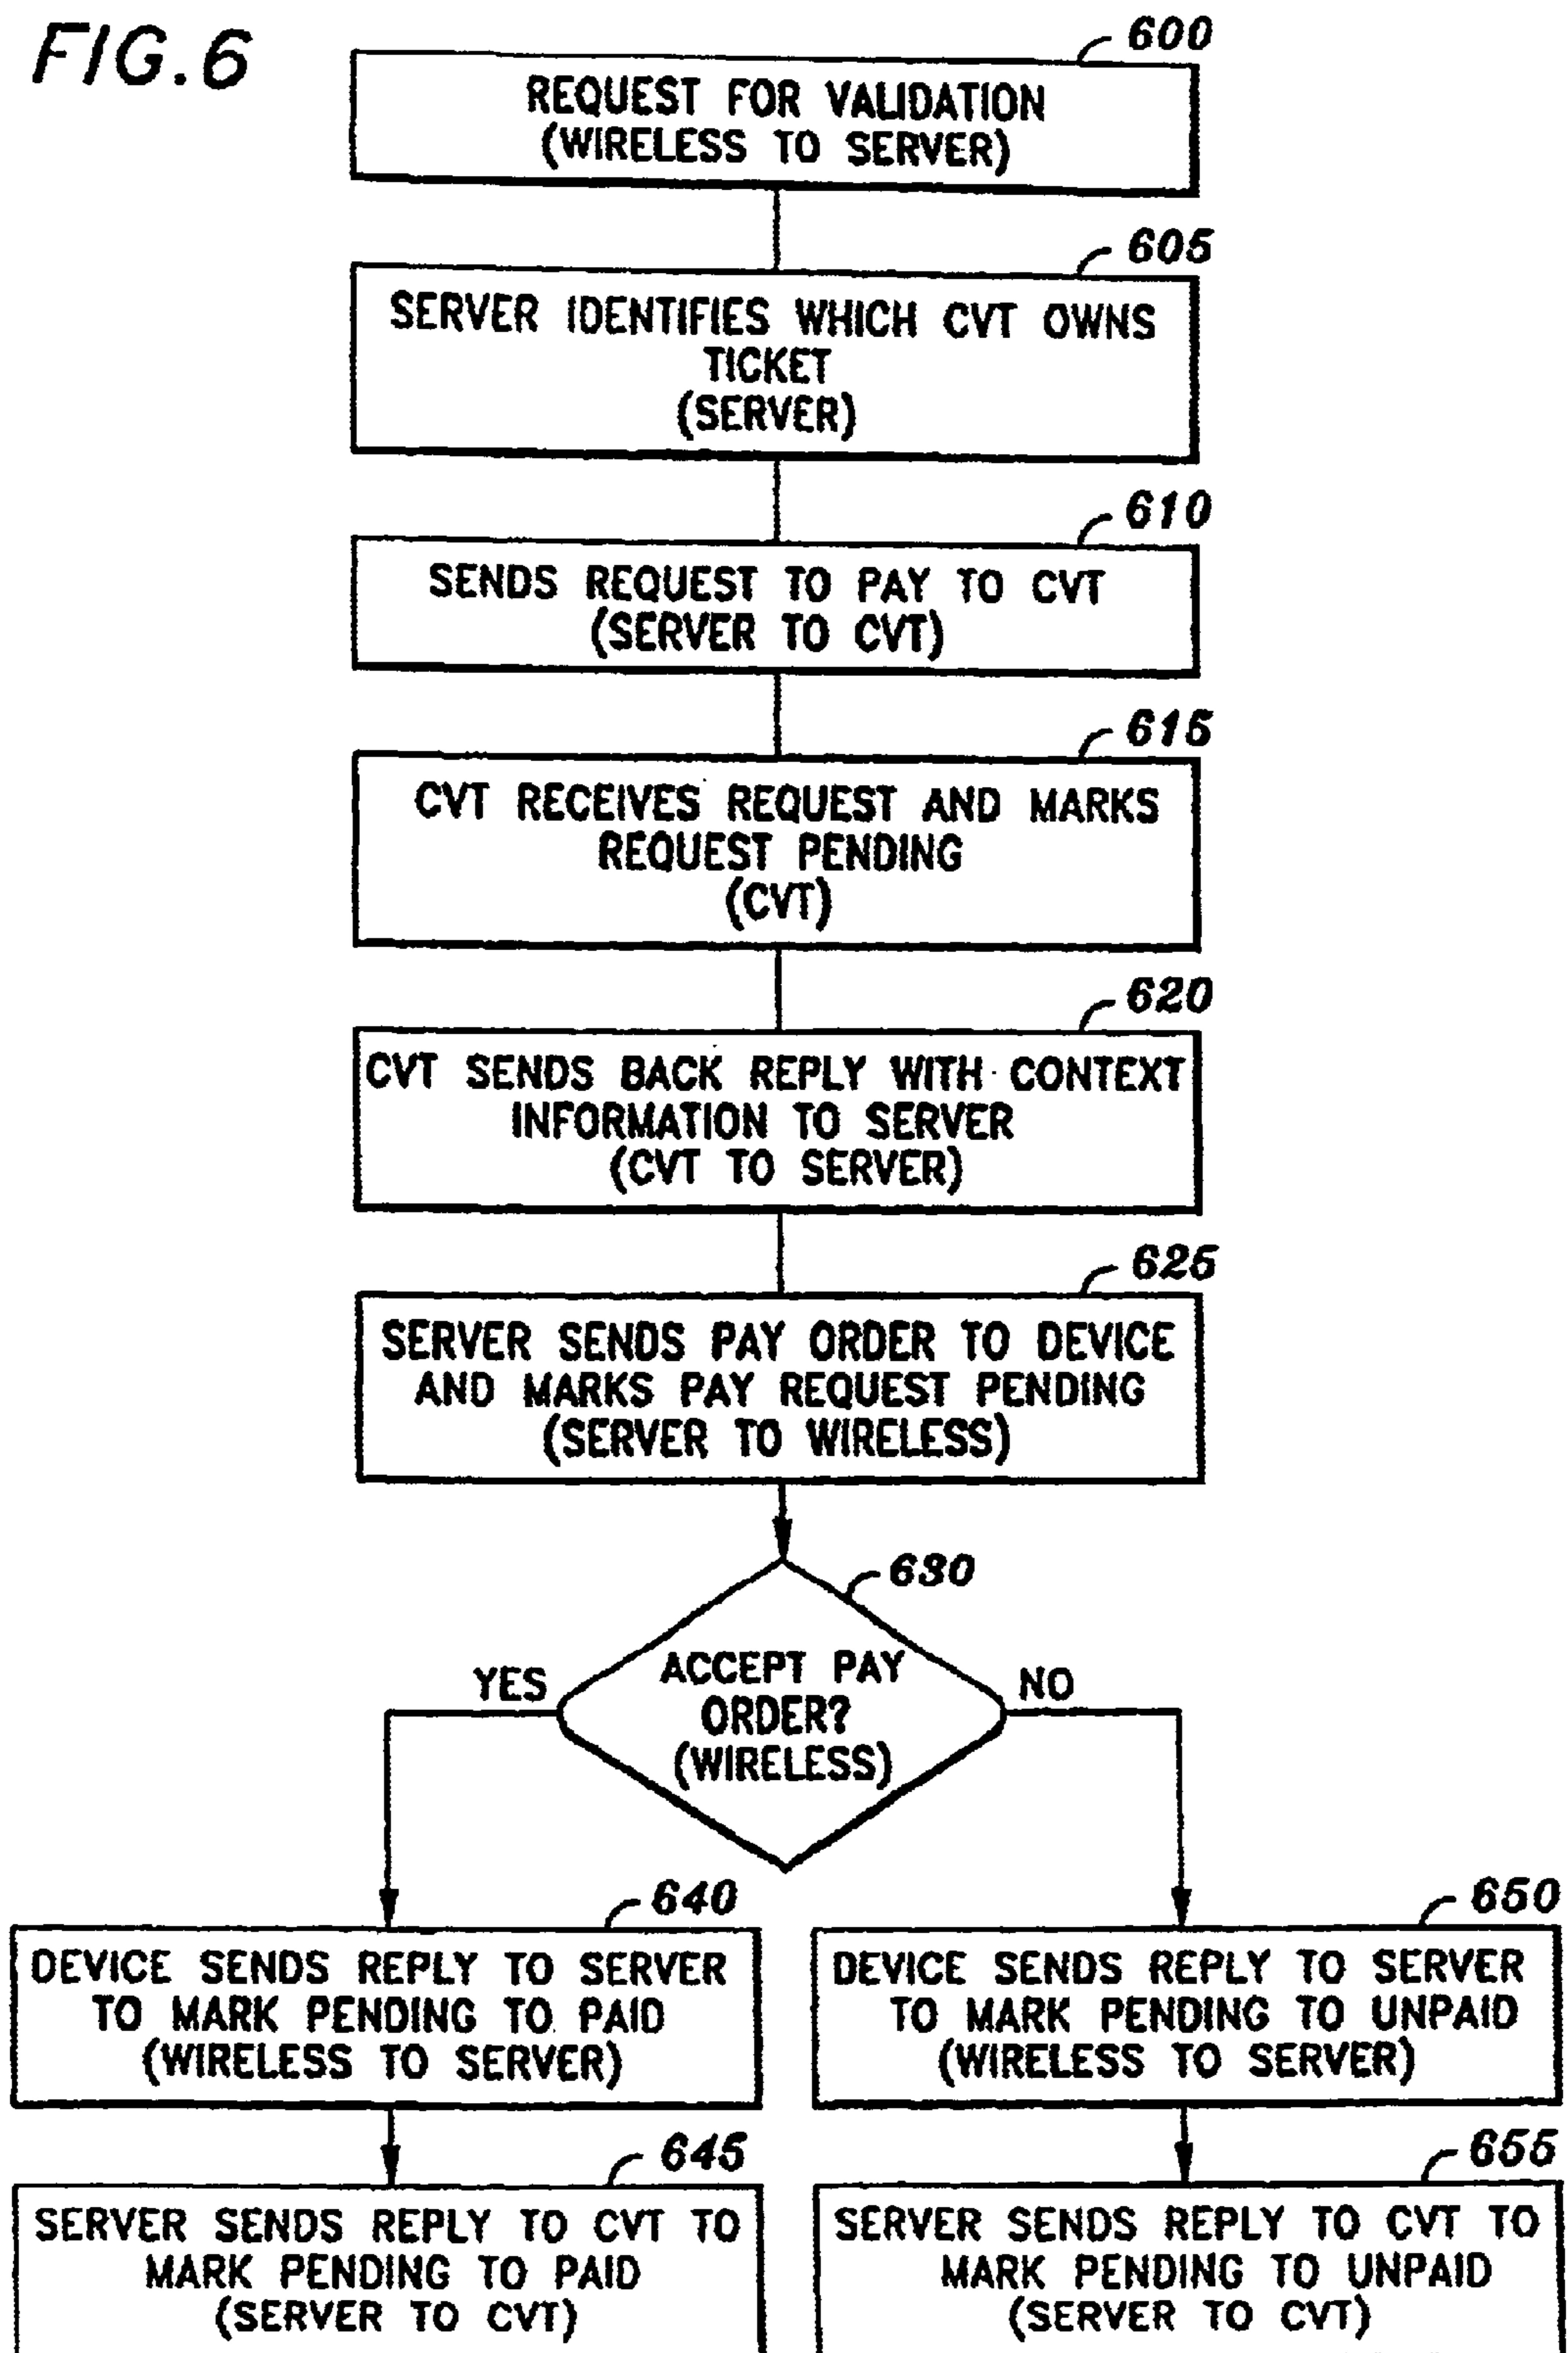 FIG.6
600
REQUEST FOR VALIDATION
(WIRELESS TO SERVER)
605
SERVER IDENTIFIES WHICH CVT OWNS
TICKET
(SERVER)
610
SENDS REQUEST TO PAY TO CVT
(SERVER TO CVT)
615
CVT RECEIVES REQUEST AND MARKS
REQUEST PENDING
(CVT)
620
CVT SENDS BACK REPLY WITH CONTEXT
INFORMATION TO SERVER
(CVT TO SERVER)
625
SERVER SENDS PAY ORDER TO DEVICE
AND MARKS PAY REQUEST PENDING
(SERVER TO WIRELESS)
630
ACCEPT PAY
ORDER?
(WIRELESS)
YES
NO
640
DEVICE SENDS REPLY TO SERVER
TO MARK PENDING TO PAID
(WIRELESS TO SERVER)
650
DEVICE SENDS REPLY TO SERVER
TO MARK PENDING TO UNPAID
(WIRELESS TO SERVER)
645
SERVER SENDS REPLY TO CVT TO
MARK PENDING TO PAID
(SERVER TO CVT)
655
SERVER SENDS REPLY TO CVT TO
MARK PENDING TO UNPAID
(SERVER TO CVT)